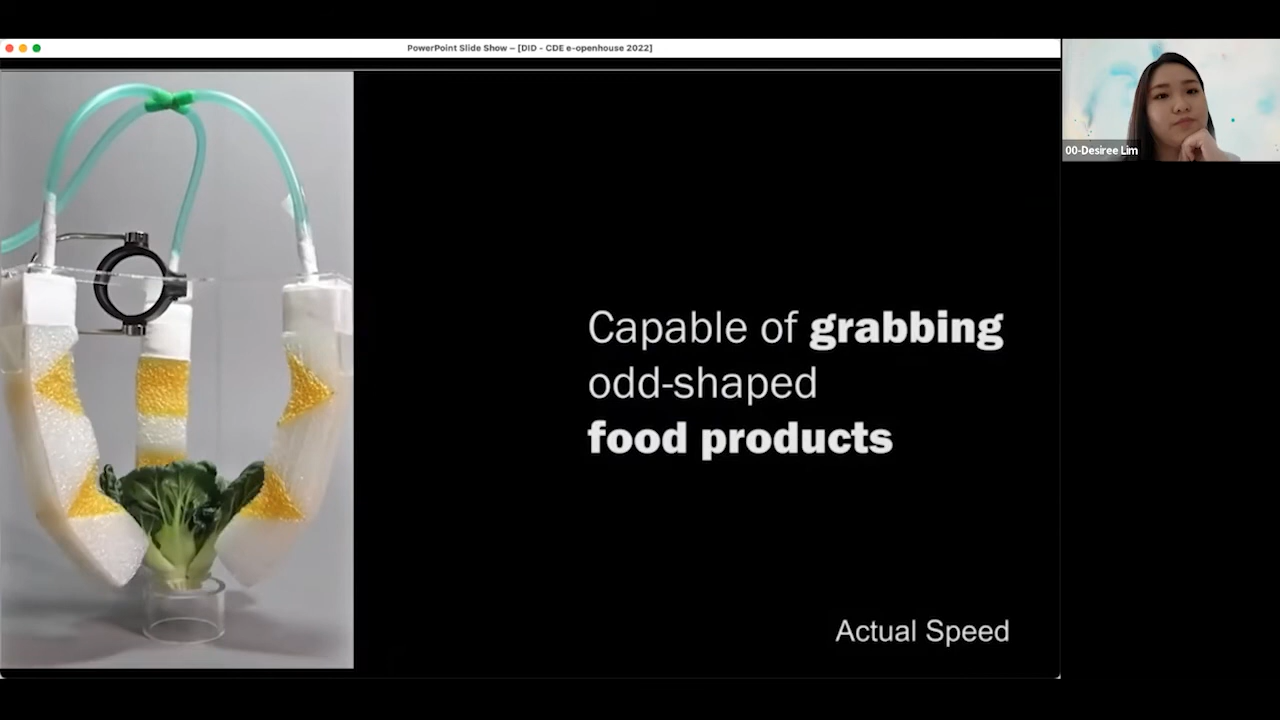 PowerPoint Slide Show – [DID - CDE e-openhouse 2022]
00-Desiree Lim
Capable of grabbing
odd-shaped
food products
Actual Speed